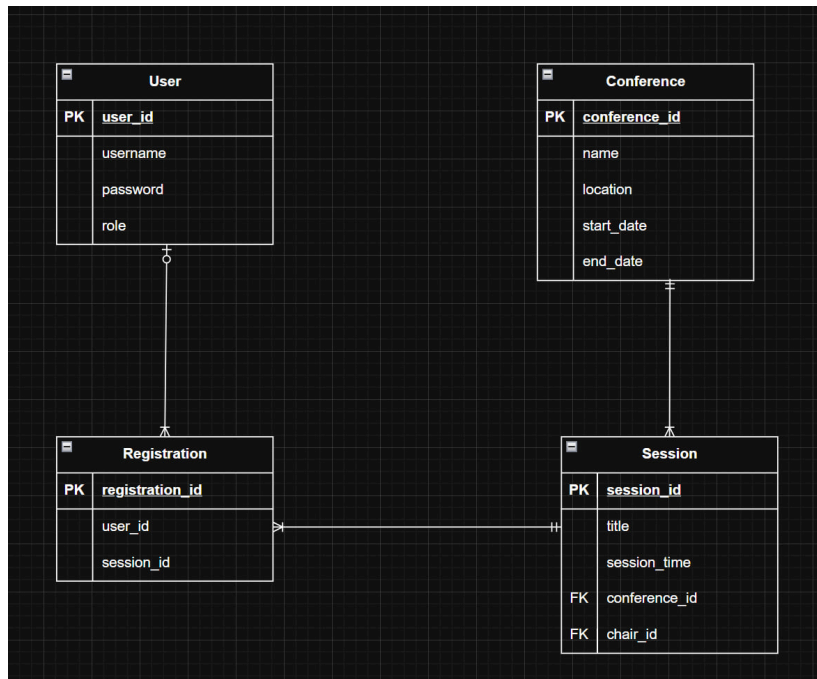 User
PK user_id
username
password
role
Conference
PK conference_id
name
location
start_date
end_date
Registration
PK registration_id
user_id
session_id
Session
PK session_id
title
session_time
FK conference_id
FK chair_id